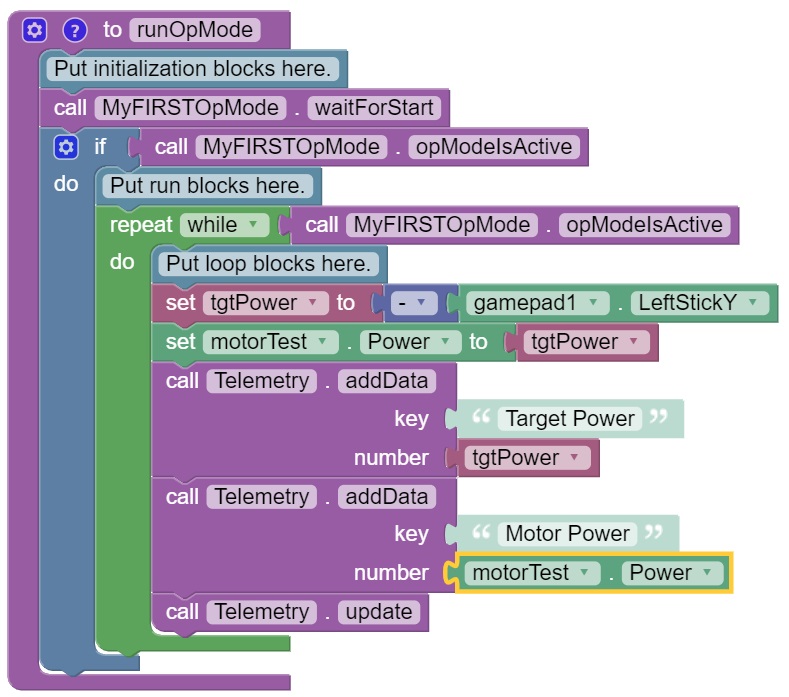 ? to runOpMode
Put initialization blocks here.
call MyFIRSTOpMode . waitForStart
if call MyFIRSTOpMode . opModeIsActive
do Put run blocks here.
repeat while call MyFIRSTOpMode . opModeIsActive
do Put loop blocks here.
set tgtPower to - gamepad1 . LeftStickY
set motorTest . Power to tgtPower
call Telemetry . addData
key “ Target Power ”
number tgtPower
call Telemetry . addData
key “ Motor Power ”
number motorTest . Power
call Telemetry . update